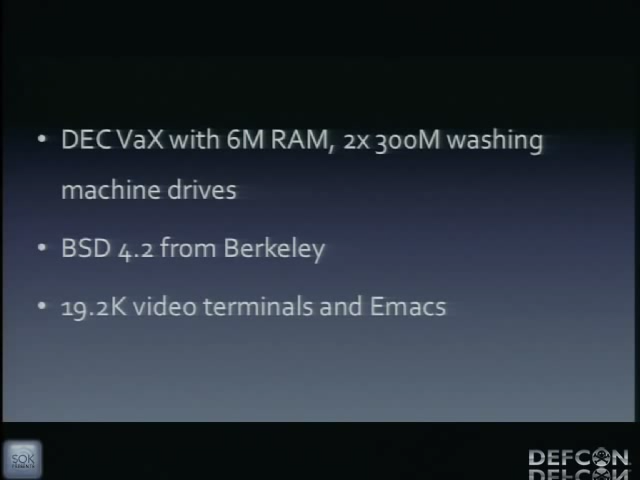 • DEC VaX with 6M RAM, 2x 300M washing
machine drives
• BSD 4.2 from Berkeley
• 19.2K video terminals and Emacs
SOK
DEFCON